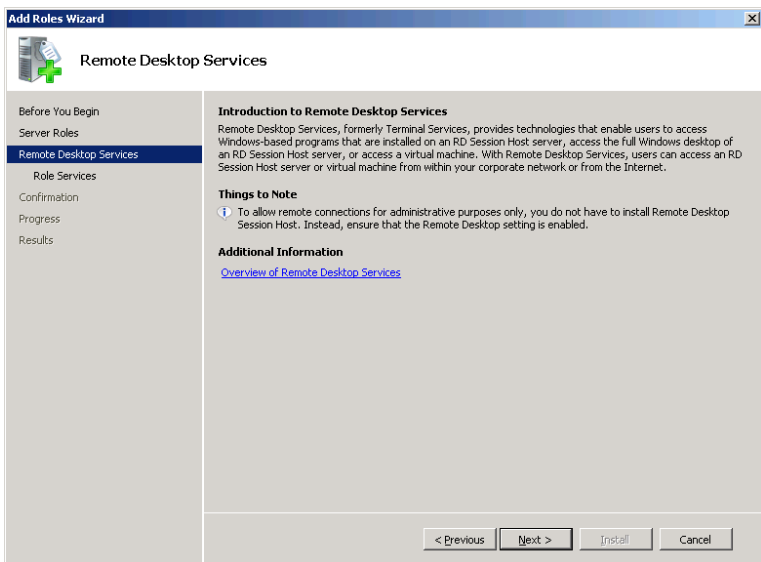 Add Roles Wizard
Remote Desktop Services
Before You Begin
Server Roles
Remote Desktop Services
Role Services
Confirmation
Progress
Results
Introduction to Remote Desktop Services
Remote Desktop Services, formerly Terminal Services, provides technologies that enable users to access
Windows-based programs that are installed on an RD Session Host server, access the full Windows desktop of
an RD Session Host server, or access a virtual machine. With Remote Desktop Services, users can access an RD
Session Host server or virtual machine from within your corporate network or from the Internet.
Things to Note
To allow remote connections for administrative purposes only, you do not have to install Remote Desktop
Session Host. Instead, ensure that the Remote Desktop setting is enabled.
Additional Information
Overview of Remote Desktop Services
< Previous
Next >
Install
Cancel